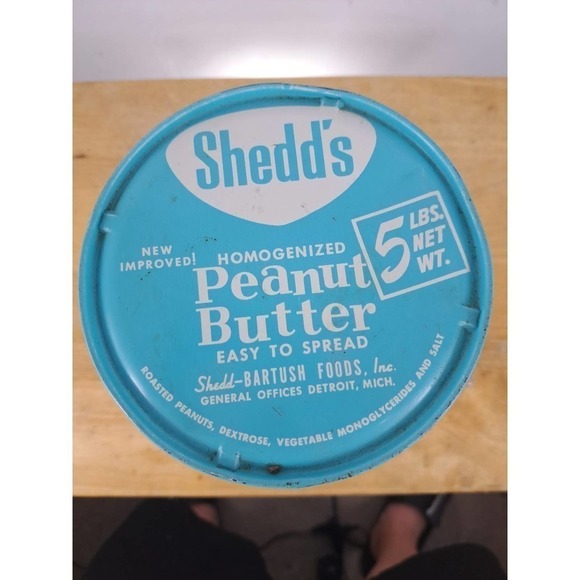 Shedd's
NEW
IMPROVED!
HOMOGENIZED
Peanut
Butter
5 LBS.
NET
WT.
EASY TO SPREAD
Shedd-BARTUSH FOODS, Inc.
GENERAL OFFICES DETROIT, MICH.
ROASTED PEANUTS, DEXTROSE, VEGETABLE MONOGLYCERIDES AND SALT